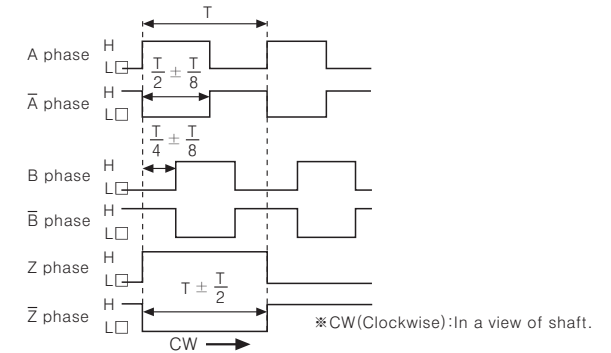 T
A phase H
L□
T/2 ± T/8
A̅ phase H
L□
T/4 ± T/8
B phase H
L□
B̅ phase H
L□
Z phase H
L□
T ± T/2
Z̅ phase H
L□
CW
※CW(Clockwise):In a view of shaft.